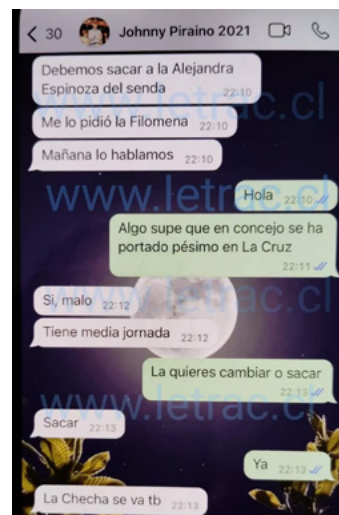 30 Johnny Piraino 2021
Debemos sacar a la Alejandra
Espinoza del senda 22:10
www.letrac.cl
Me lo pidió la Filomena 22:10
Mañana lo hablamos 22:10
www.letrac.cl
Hola 22:10
Algo supe que en concejo se ha
portado pésimo en La Cruz
22:11
www.letrac.cl
Si, malo 22:12
Tiene media jornada 22:12
La quieres cambiar o sacar
22:13
www.letrac.cl
Sacar 22:13
Ya 22:13
La Checha se va tb 22:13